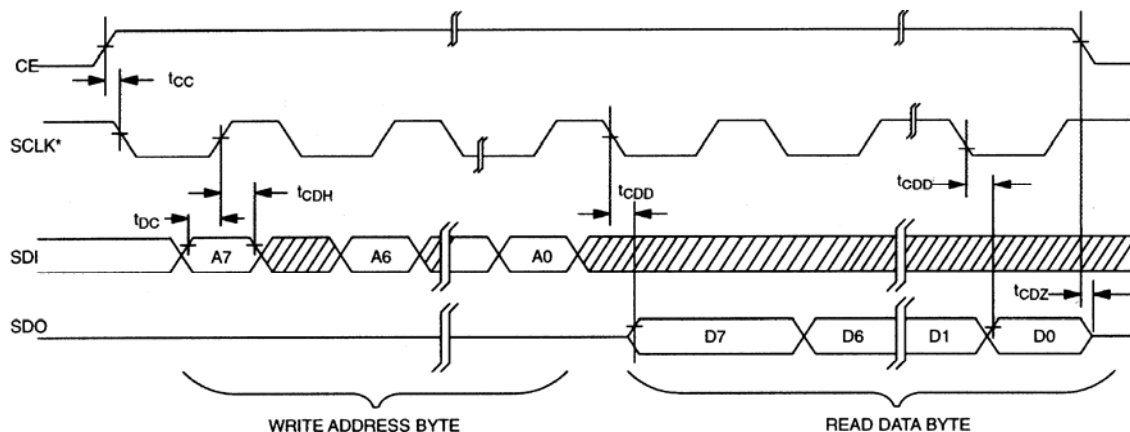 CE
tCC
SCLK*
tCDH
tDC
tCDD
tCDD
SDI
A7
A6
A0
tCDZ
SDO
D7
D6
D1
D0
WRITE ADDRESS BYTE
READ DATA BYTE